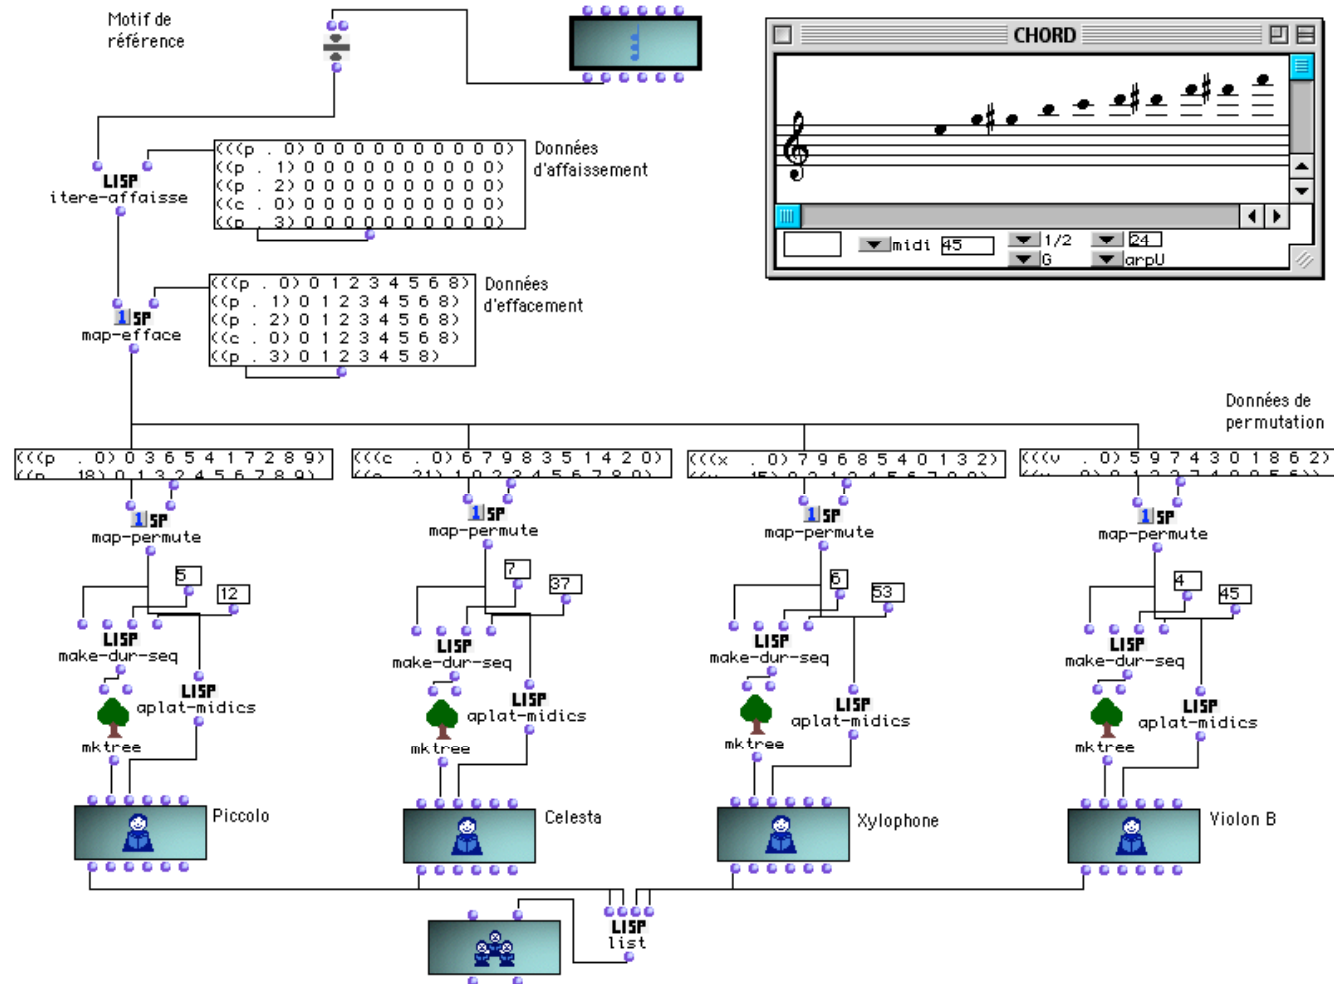 Motif de
référence
CHORD
midi 45
1/2
24
G
arpU
LISP
itere-affaisse
(((p . 0) 0 0 0 0 0 0 0 0 0 0)
((p . 1) 0 0 0 0 0 0 0 0 0 0)
((p . 2) 0 0 0 0 0 0 0 0 0 0)
((c . 0) 0 0 0 0 0 0 0 0 0 0)
((p . 3) 0 0 0 0 0 0 0 0 0 0)
Données
d'affaissement
1 SP
map-efface
(((p . 0) 0 1 2 3 4 5 6 8)
((p . 1) 0 1 2 3 4 5 6 8)
((p . 2) 0 1 2 3 4 5 6 8)
((c . 0) 0 1 2 3 4 5 6 8)
((p . 3) 0 1 2 3 4 5 8)
Données
d'effacement
Données de
permutation
(((p . 0) 0 3 6 5 4 1 7 2 8 9)
(((c . 0) 6 7 9 8 3 5 1 4 2 0)
(((x . 0) 7 9 6 8 5 4 0 1 3 2)
(((v . 0) 5 9 7 4 3 0 1 8 6 2)
1 SP
map-permute
1 SP
map-permute
1 SP
map-permute
1 SP
map-permute
5
12
7
37
6
53
4
45
LISP
make-dur-seq
LISP
make-dur-seq
LISP
make-dur-seq
LISP
make-dur-seq
LISP
aplat-midics
LISP
aplat-midics
LISP
aplat-midics
LISP
aplat-midics
mktree
mktree
mktree
mktree
Piccolo
Celesta
Xylophone
Violon B
LISP
list